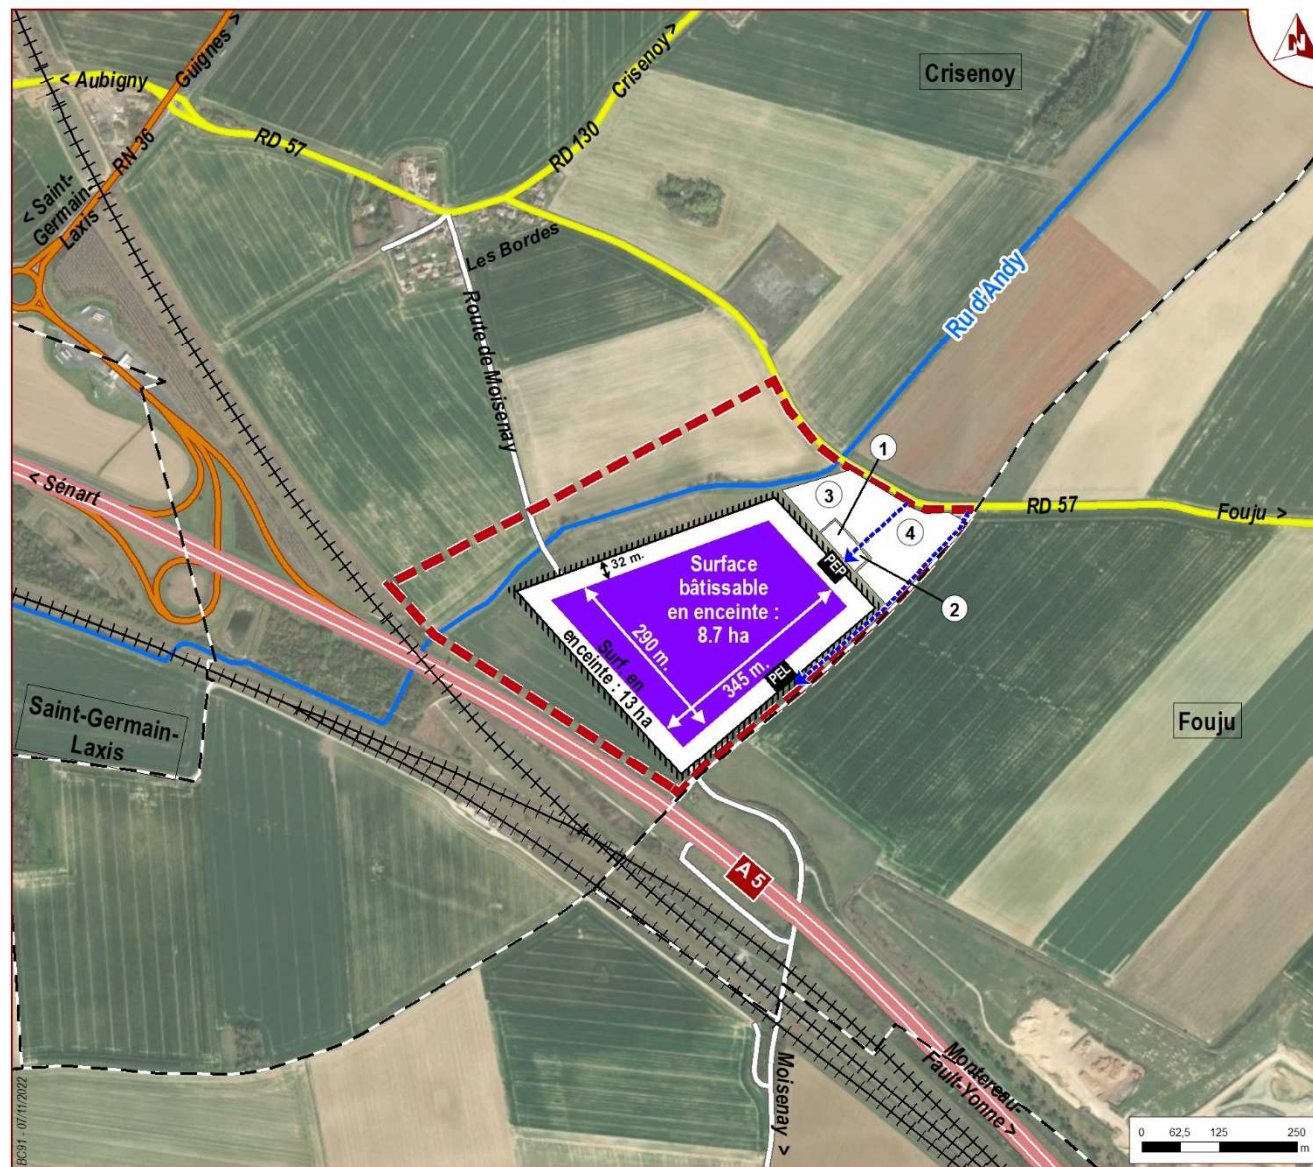 N
Crisenoy
< Aubigny
Guignes >
RN 36
< Saint-
Germain-
Laxis
RD 57
RD 130
Crisenoy >
Les Bordes
Route de Moisenay
Ru d'Andy
< Sénart
1
3
4
RD 57
Fouju >
PEP
2
32 m.
Surface
bâtissable
en enceinte :
8.7 ha
290 m.
345 m.
Surf. en
enceinte : 13 ha
PEL
Saint-Germain-
Laxis
Fouju
A 5
Moisenay >
Montereau-
Fault-Yonne >
BC91 - 07/11/2022
0 62,5 125 250
m